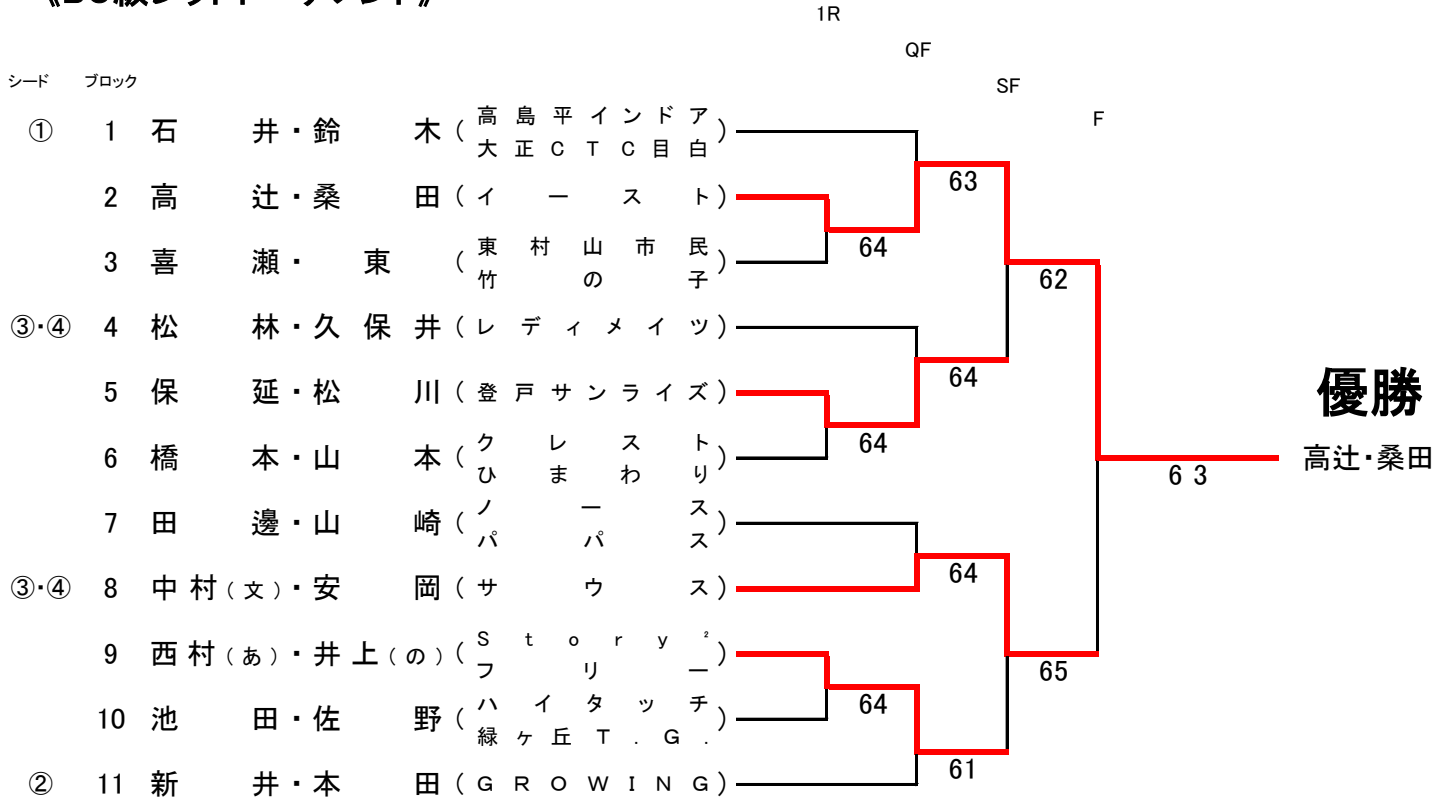 1R
QF
SF
F
シード ブロック
① 1 石井・鈴木(高島平インドア
大正CTC目白)
63
2 高辻・桑田(イースト)
64
3 喜瀬・東(東村山市民
竹の子)
62
③・④ 4 松林・久保井(レディメイツ)
64
5 保延・松川(登戸サンライズ)
64
6 橋本・山本(クレスト
ひまわり)
優勝
高辻・桑田
6 3
7 田邊・山崎(ノース
パパス)
64
③・④ 8 中村(文)・安岡(サウス)
9 西村(あ)・井上(の)(Story²
フリー)
65
64
10 池田・佐野(ハイタッチ
緑ヶ丘T.G.)
61
② 11 新井・本田(GROWING)